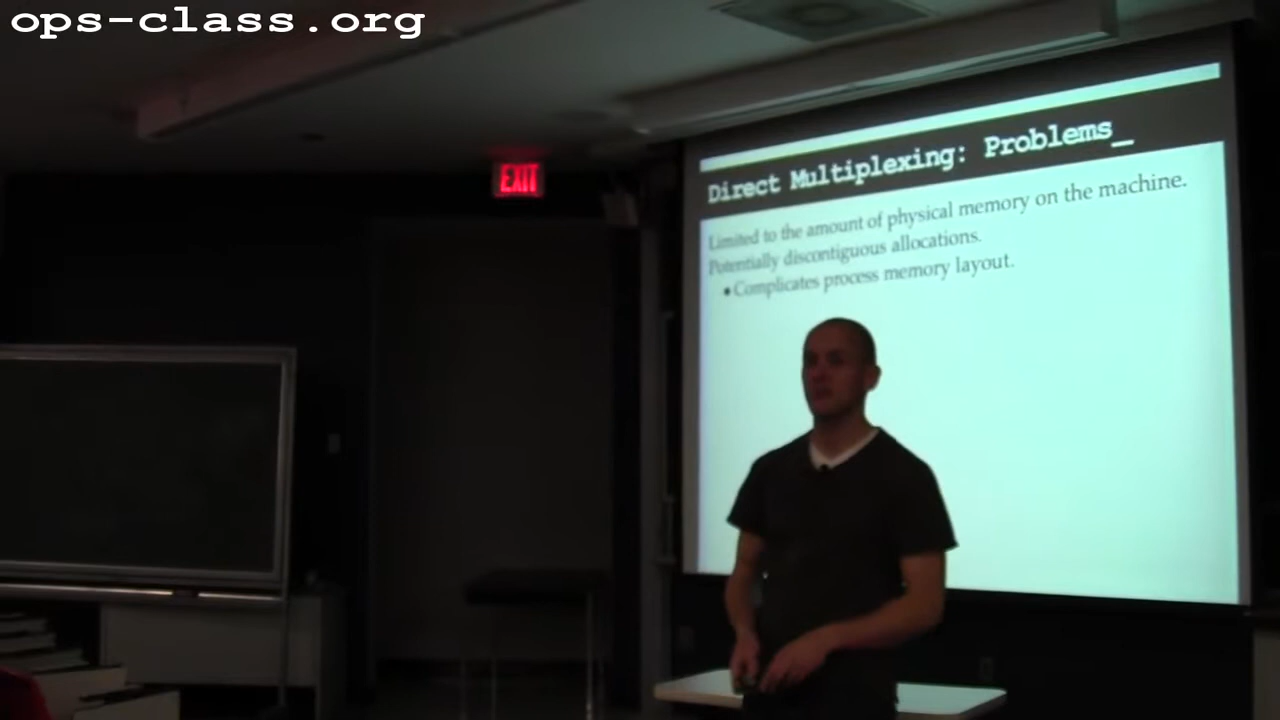 ops-class.org
EXIT
Direct Multiplexing: Problems_
Limited to the amount of physical memory on the machine.
Potentially discontiguous allocations.
• Complicates process memory layout.